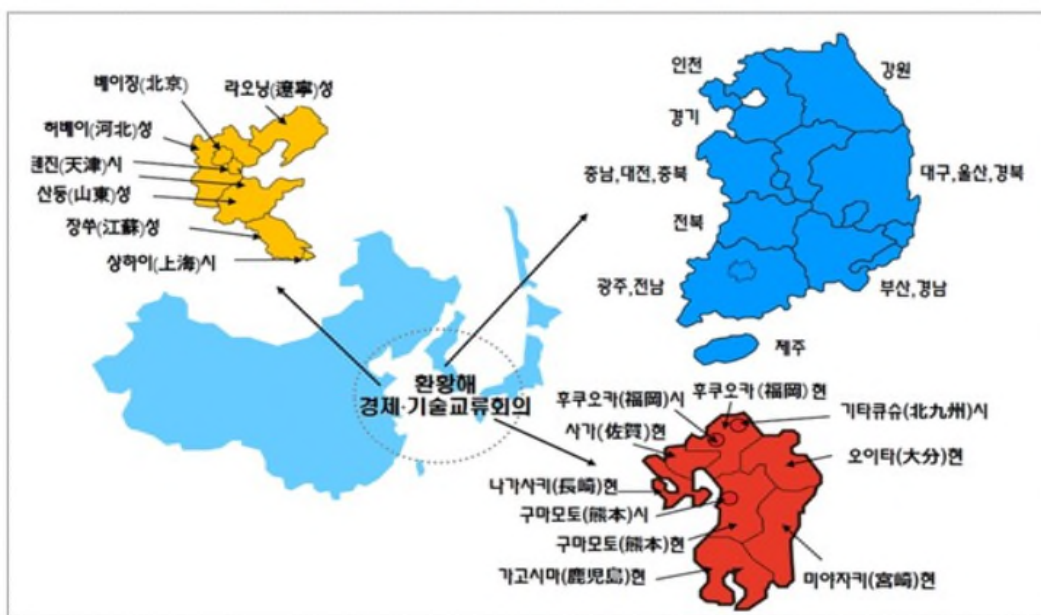 베이징(北京)
랴오닝(遼寧)성
허베이(河北)성
톈진(天津)시
산둥(山東)성
장쑤(江蘇)성
상하이(上海)시
인천
강원
경기
충남,대전,충북
대구,울산,경북
전북
광주,전남
부산,경남
제주
환황해
경제·기술교류회의
후쿠오카(福岡)시
후쿠오카(福岡)현
기타큐슈(北九州)시
사가(佐賀)현
오이타(大分)현
나가사키(長崎)현
구마모토(熊本)시
구마모토(熊本)현
가고시마(鹿児島)현
미야자키(宮崎)현